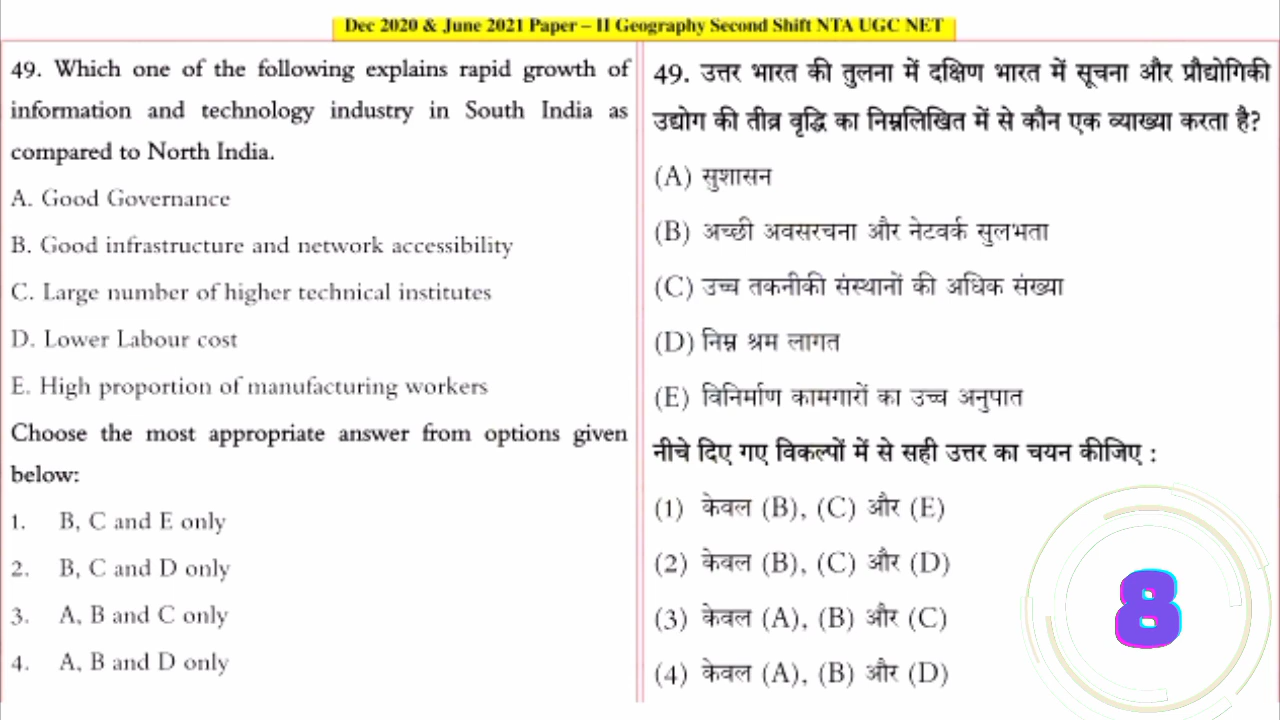 Dec 2020 & June 2021 Paper – II Geography Second Shift NTA UGC NET
49. Which one of the following explains rapid growth of
information and technology industry in South India as
compared to North India.
A. Good Governance
B. Good infrastructure and network accessibility
C. Large number of higher technical institutes
D. Lower Labour cost
E. High proportion of manufacturing workers
Choose the most appropriate answer from options given
below:
1. B, C and E only
2. B, C and D only
3. A, B and C only
4. A, B and D only
49. उत्तर भारत की तुलना में दक्षिण भारत में सूचना और प्रौद्योगिकी
उद्योग की तीव्र वृद्धि का निम्नलिखित में से कौन एक व्याख्या करता है?
(A) सुशासन
(B) अच्छी अवसरचना और नेटवर्क सुलभता
(C) उच्च तकनीकी संस्थानों की अधिक संख्या
(D) निम्न श्रम लागत
(E) विनिर्माण कामगारों का उच्च अनुपात
नीचे दिए गए विकल्पों में से सही उत्तर का चयन कीजिए :
(1) केवल (B), (C) और (E)
(2) केवल (B), (C) और (D)
(3) केवल (A), (B) और (C)
(4) केवल (A), (B) और (D)
8